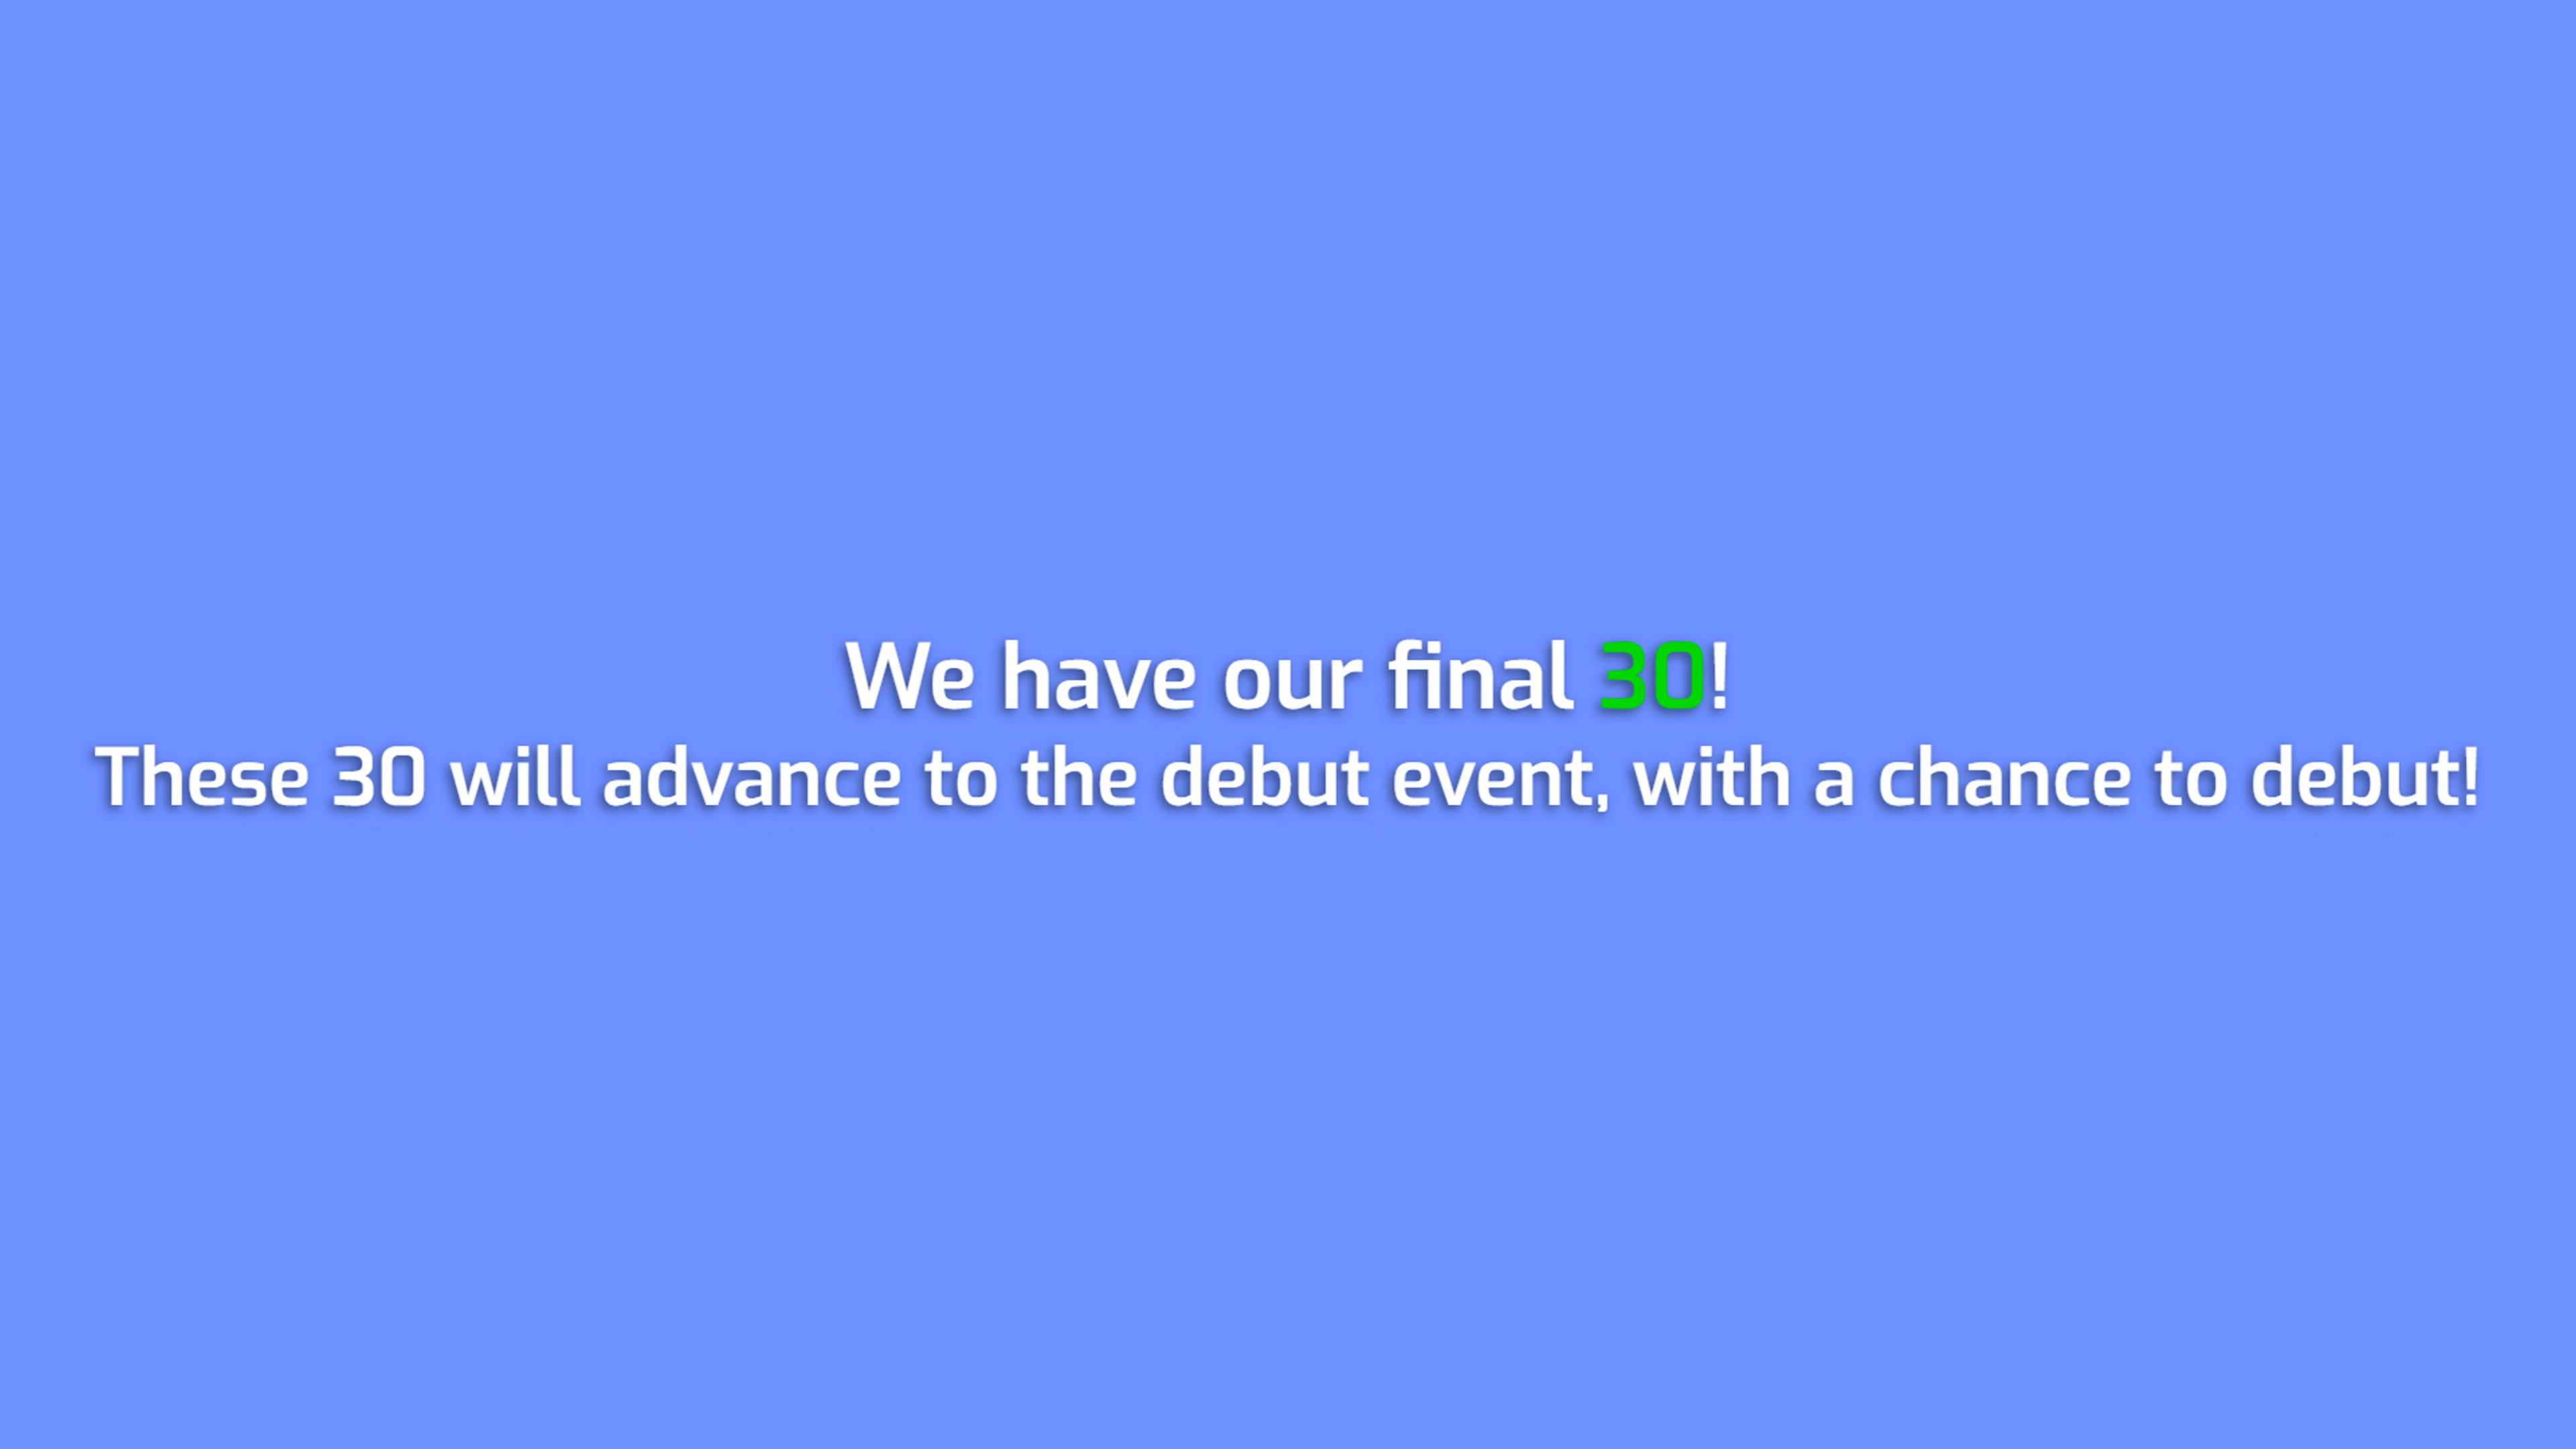 We have our final 30!
These 30 will advance to the debut event, with a chance to debut!